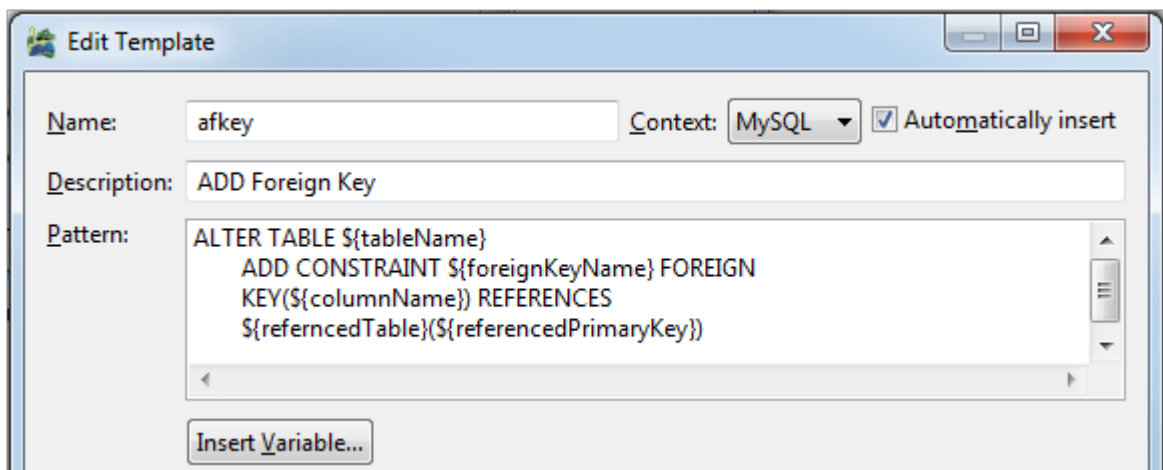 Edit Template
Name: afkey Context: MySQL Automatically insert
Description: ADD Foreign Key
Pattern: ALTER TABLE ${tableName}
ADD CONSTRAINT ${foreignKeyName} FOREIGN
KEY(${columnName}) REFERENCES
${referncedTable}(${referencedPrimaryKey})
Insert Variable...